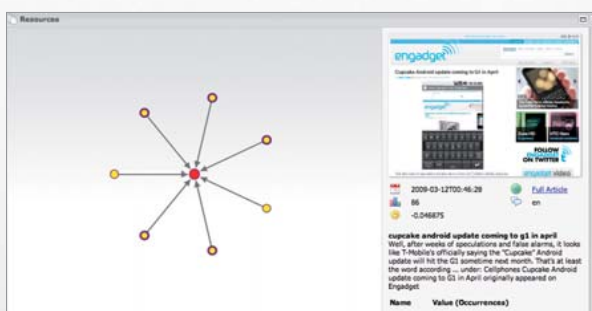 Resources
engadget
Cupcake Android update coming to G1 in April
FOLLOW
ENGADGET
ON TWITTER
engadget video
2009-03-12T00:46:28
Full Article
86
en
-0.046875
cupcake android update coming to g1 in april
Well, after weeks of speculations and false alarms, it looks
like T-Mobile's officially saying the "Cupcake" Android
update will hit the G1 sometime next month. That's at least
the word according ... under: Cellphones Cupcake Android
update coming to G1 in April originally appeared on
Engadget
Name Value (Occurrences)